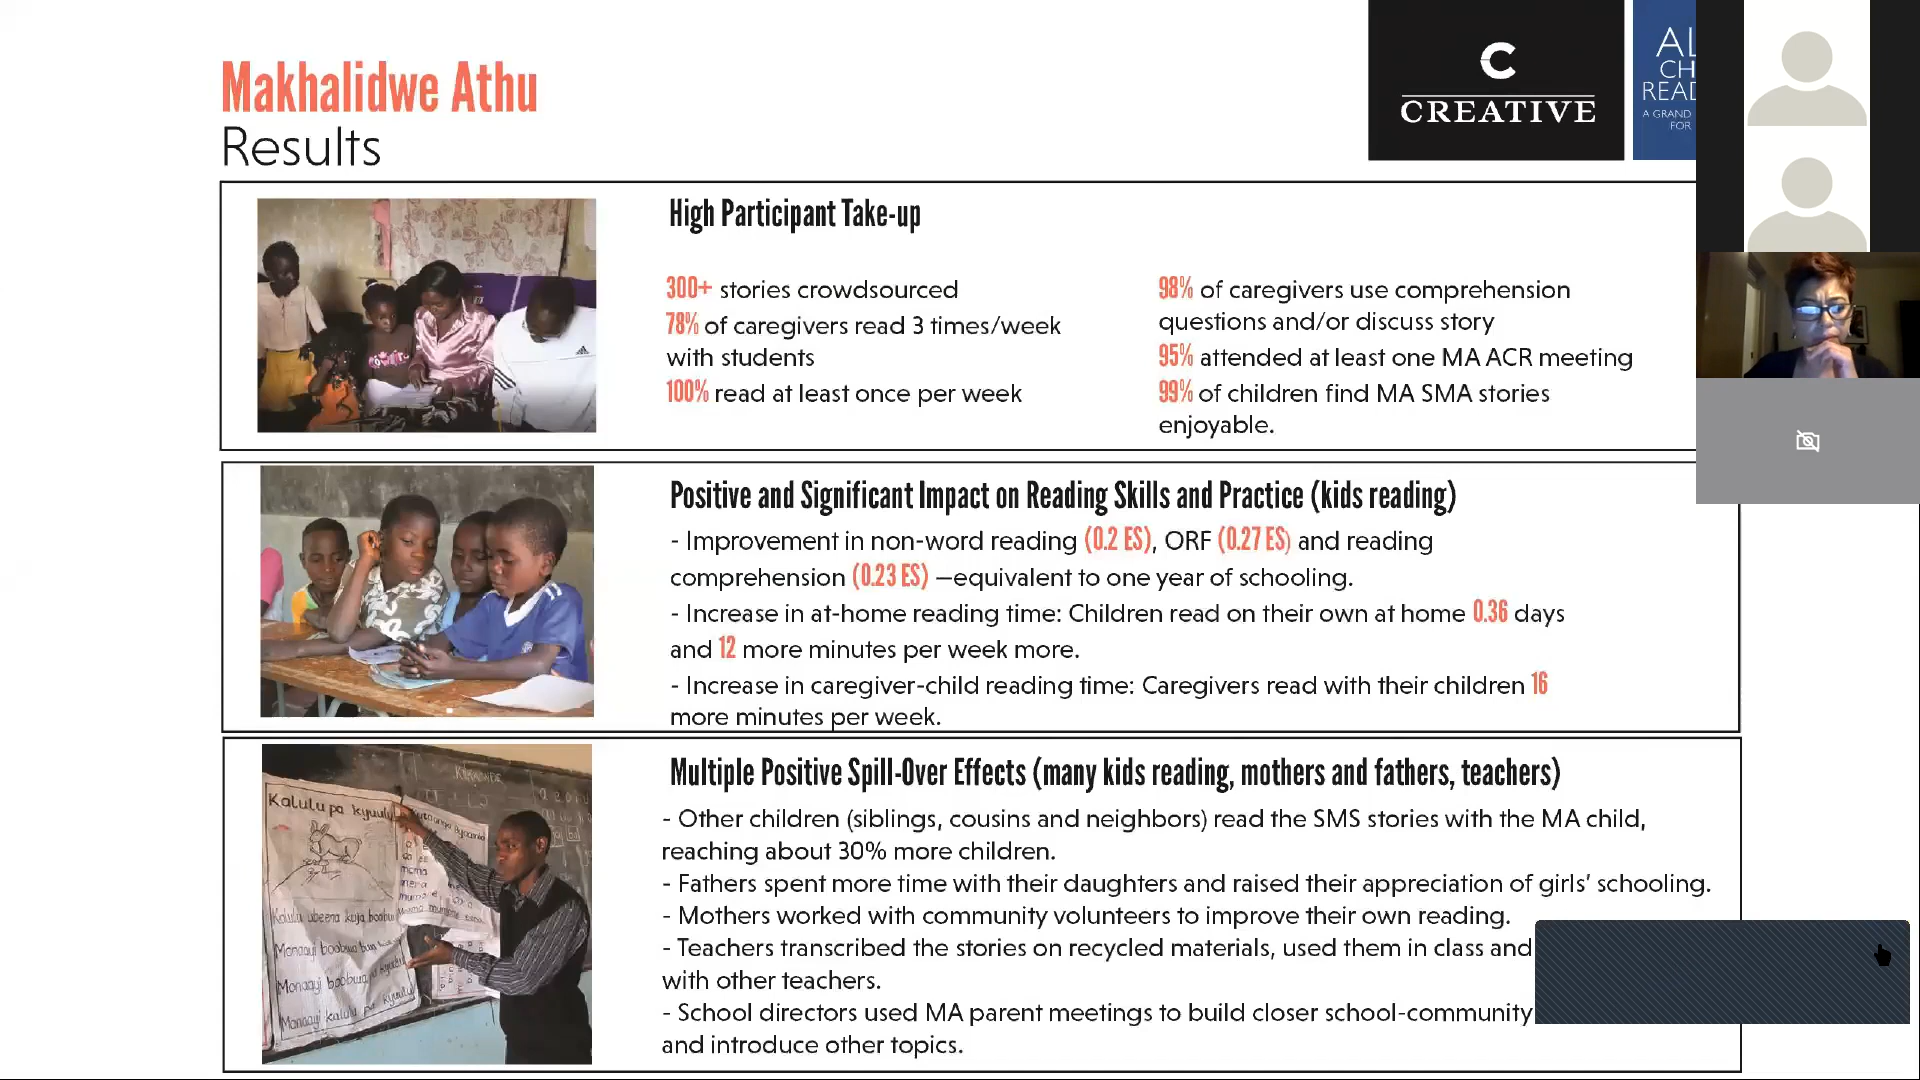 Makhalidwe Athu
Results
C
CREATIVE
A GRAND
FOR
High Participant Take-up
300+ stories crowdsourced
78% of caregivers read 3 times/week
with students
100% read at least once per week
98% of caregivers use comprehension
questions and/or discuss story
95% attended at least one MA ACR meeting
99% of children find MA SMA stories
enjoyable.
Positive and Significant Impact on Reading Skills and Practice (kids reading)
- Improvement in non-word reading (0.2 ES), ORF (0.27 ES) and reading
comprehension (0.23 ES) –equivalent to one year of schooling.
- Increase in at-home reading time: Children read on their own at home 0.36 days
and 12 more minutes per week more.
- Increase in caregiver-child reading time: Caregivers read with their children 16
more minutes per week.
Multiple Positive Spill-Over Effects (many kids reading, mothers and fathers, teachers)
- Other children (siblings, cousins and neighbors) read the SMS stories with the MA child,
reaching about 30% more children.
- Fathers spent more time with their daughters and raised their appreciation of girls' schooling.
- Mothers worked with community volunteers to improve their own reading.
- Teachers transcribed the stories on recycled materials, used them in class and
with other teachers.
- School directors used MA parent meetings to build closer school-community
and introduce other topics.
Kalulu pa kyuulu